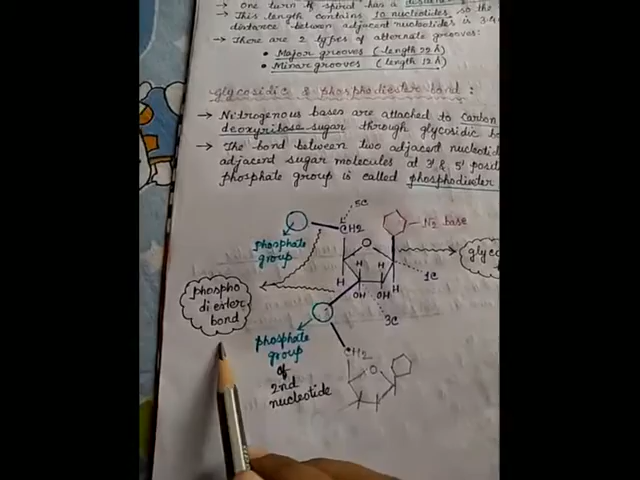 → One turn of spiral has a distance
→ This length contains 10 nucleotides, so the
distance between adjacent nucleotides is 3.4
→ There are 2 types of alternate grooves:
• Major grooves (length 22 Å)
• Minor grooves (length 12 Å)
glycosidic & phosphodiester bond:
→ Nitrogenous bases are attached to Carbon
deoxyribose sugar through glycosidic bo
→ The bond between two adjacent nucleotid
adjacent sugar molecules at 3' & 5' posit
phosphate group is called phosphodiester
5C
CH2
N2 base
phosphate
group
O
glyco
H H
1C
H OH OH H
phospho
diester
bond
3C
phosphate
group
of
2nd
nucleotide
CH2
O